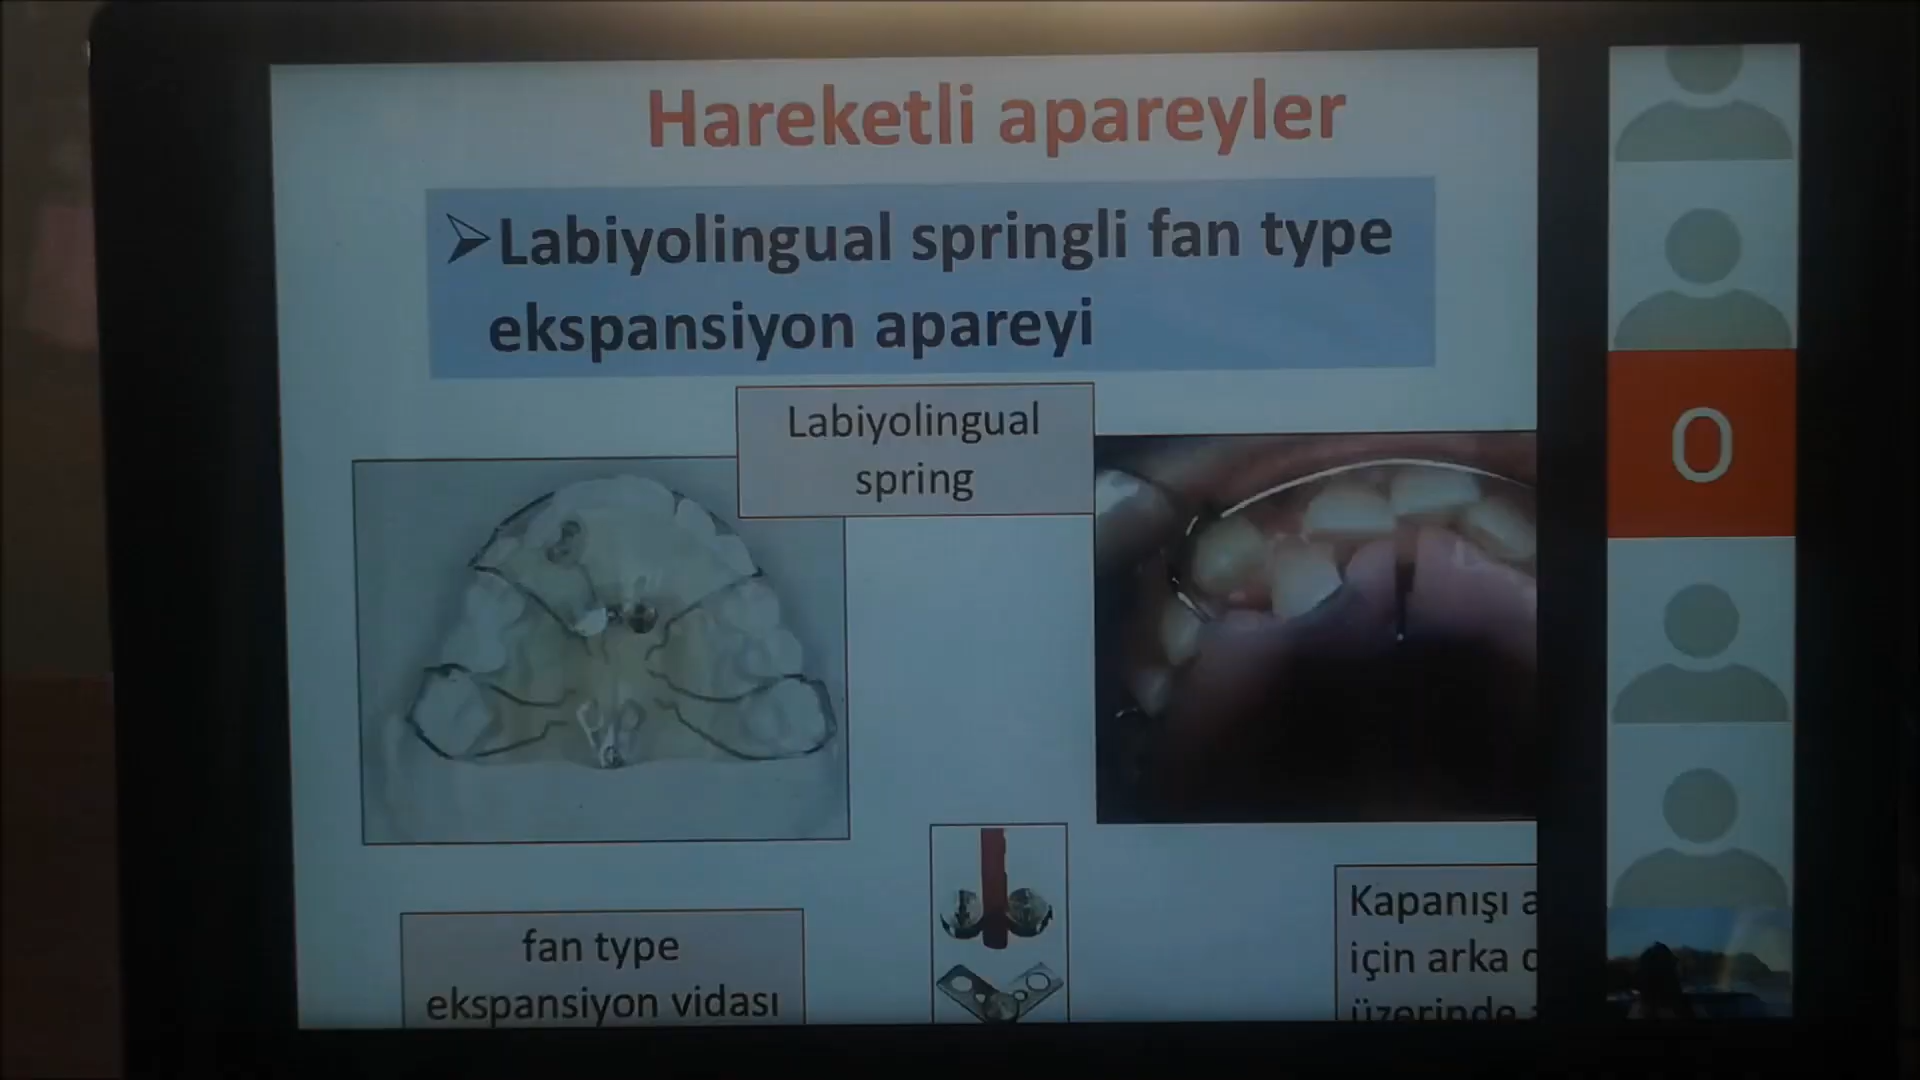 Hareketli apareyler
➢Labiyolingual springli fan type
ekspansiyon apareyi
Labiyolingual
spring
O
fan type
ekspansiyon vidası
Kapanışı
için arka
üzerinde